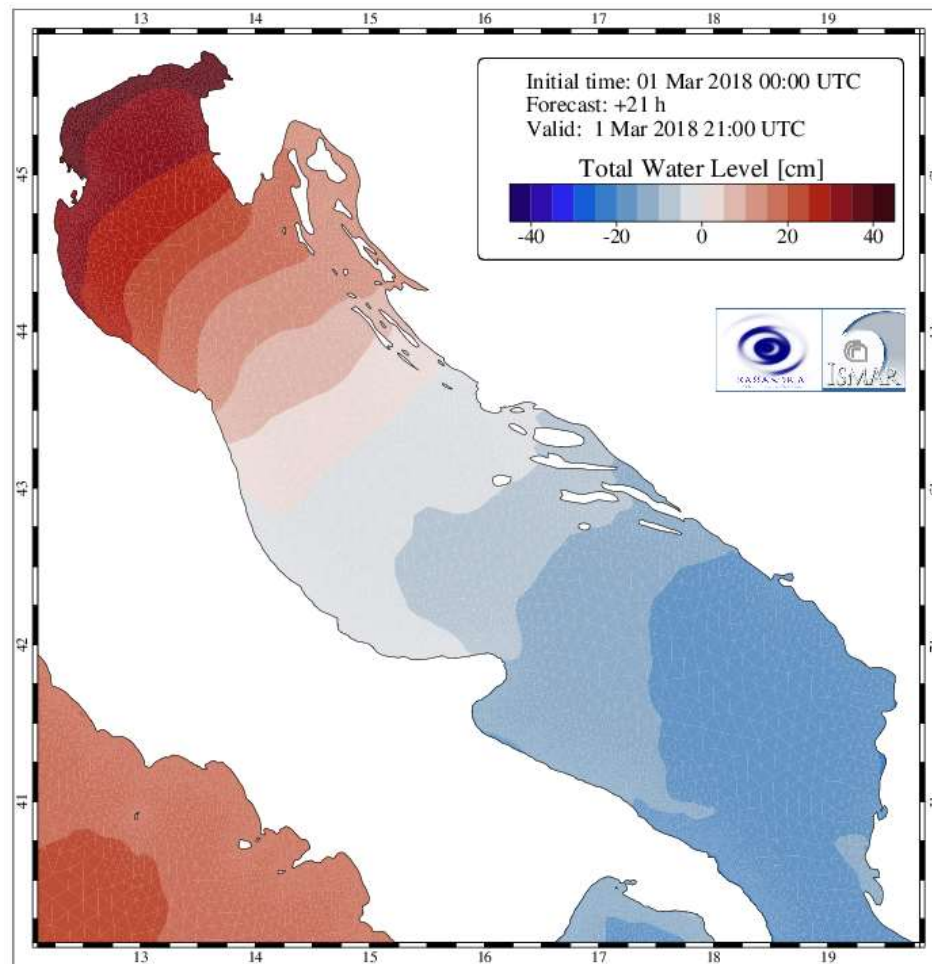 13 14 15 16 17 18 19
Initial time: 01 Mar 2018 00:00 UTC
Forecast: +21 h
Valid: 1 Mar 2018 21:00 UTC
Total Water Level [cm]
-40 -20 0 20 40
45
44
43
42
41
ISMAR
13 14 15 16 17 18 19